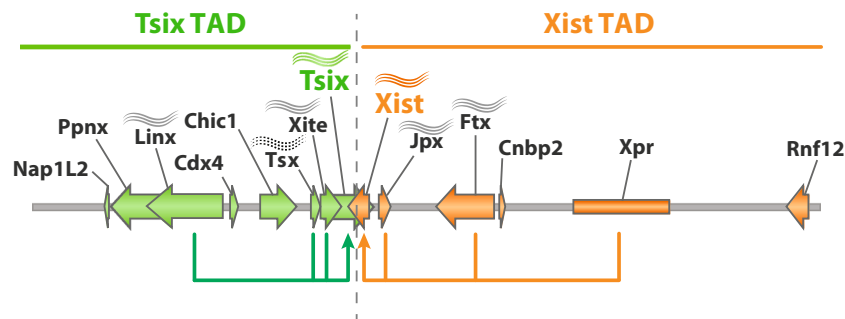 Tsix TAD
Xist TAD
Tsix
Xist
Ppnx
Linx
Chic1
Xite
Jpx
Ftx
Nap1L2
Cdx4
Tsx
Cnbp2
Xpr
Rnf12